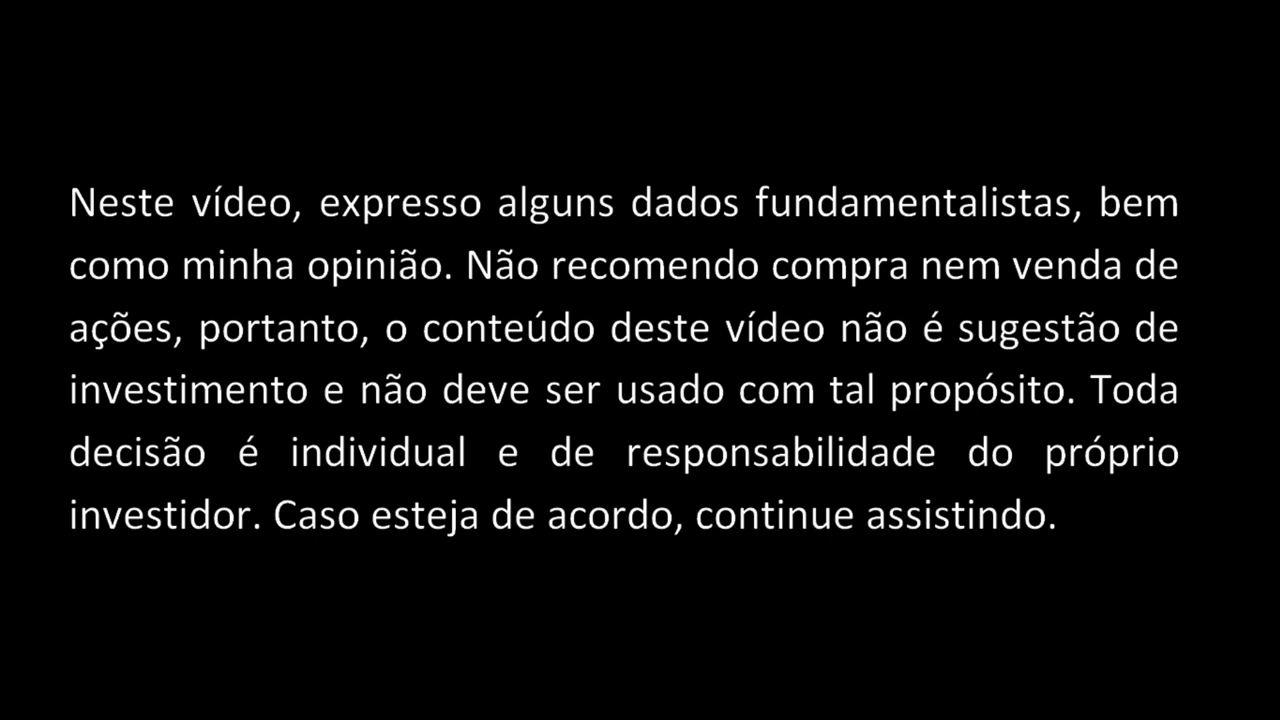 Neste vídeo, expresso alguns dados fundamentalistas, bem
como minha opinião. Não recomendo compra nem venda de
ações, portanto, o conteúdo deste vídeo não é sugestão de
investimento e não deve ser usado com tal propósito. Toda
decisão é individual e de responsabilidade do próprio
investidor. Caso esteja de acordo, continue assistindo.